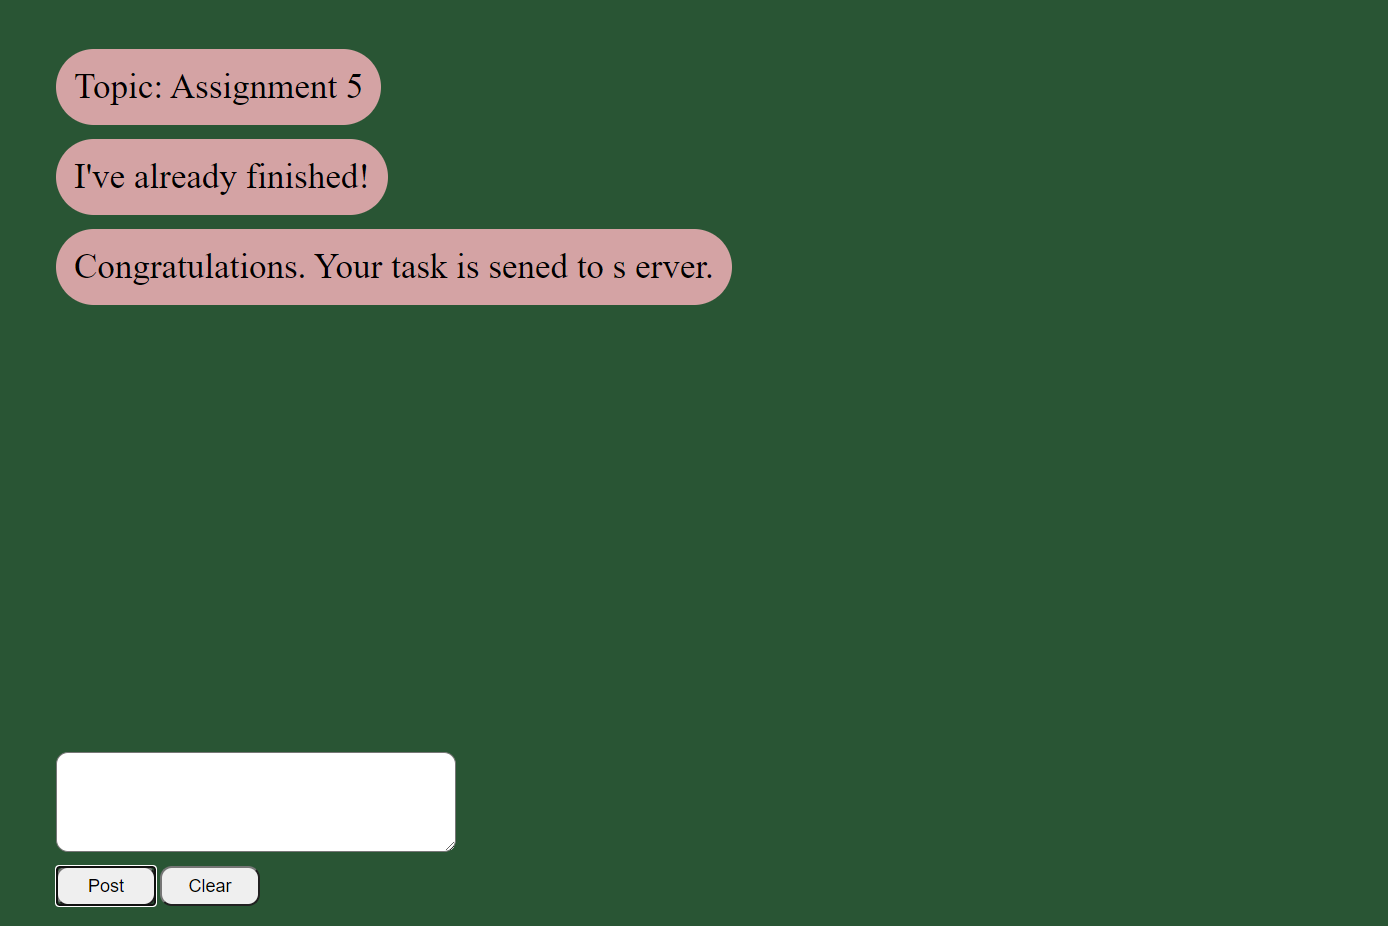 Topic: Assignment 5
I've already finished!
Congratulations. Your task is sened to s erver.
Post Clear